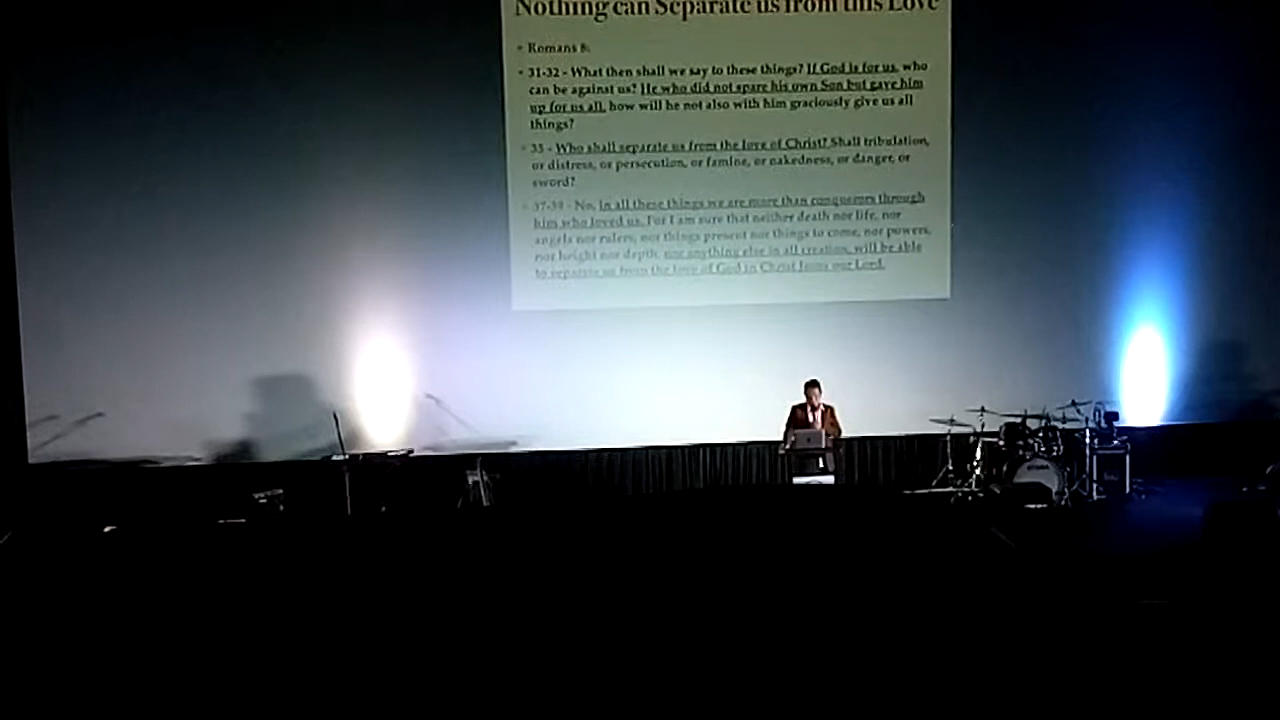 Nothing can Separate us from this Love
• Romans 8:
• 31-32 - What then shall we say to these things? If God is for us, who
can be against us? He who did not spare his own Son but gave him
up for us all, how will he not also with him graciously give us all
things?
• 35 - Who shall separate us from the love of Christ? Shall tribulation,
or distress, or persecution, or famine, or nakedness, or danger, or
sword?
• 37-39 - No, in all these things we are more than conquerors through
him who loved us. For I am sure that neither death nor life, nor
angels nor rulers, nor things present nor things to come, nor powers,
nor height nor depth, nor anything else in all creation, will be able
to separate us from the love of God in Christ Jesus our Lord.
TAMA